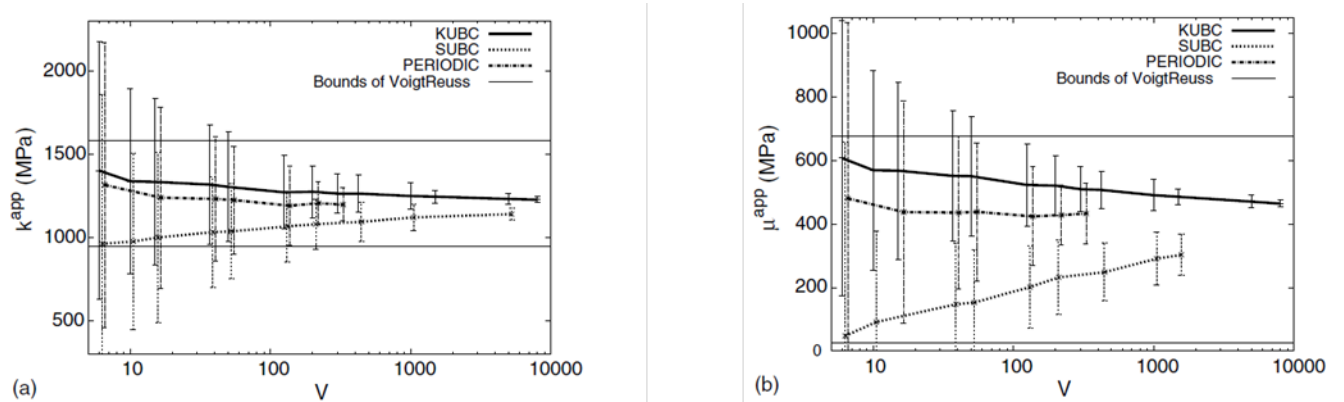 KUBC
SUBC
PERIODIC
Bounds of VoigtReuss
2000
1500
1000
500
k^app (MPa)
10
100
1000
10000
V
(a)
KUBC
SUBC
PERIODIC
Bounds of VoigtReuss
1000
800
600
400
200
0
μ^app (MPa)
10
100
1000
10000
V
(b)